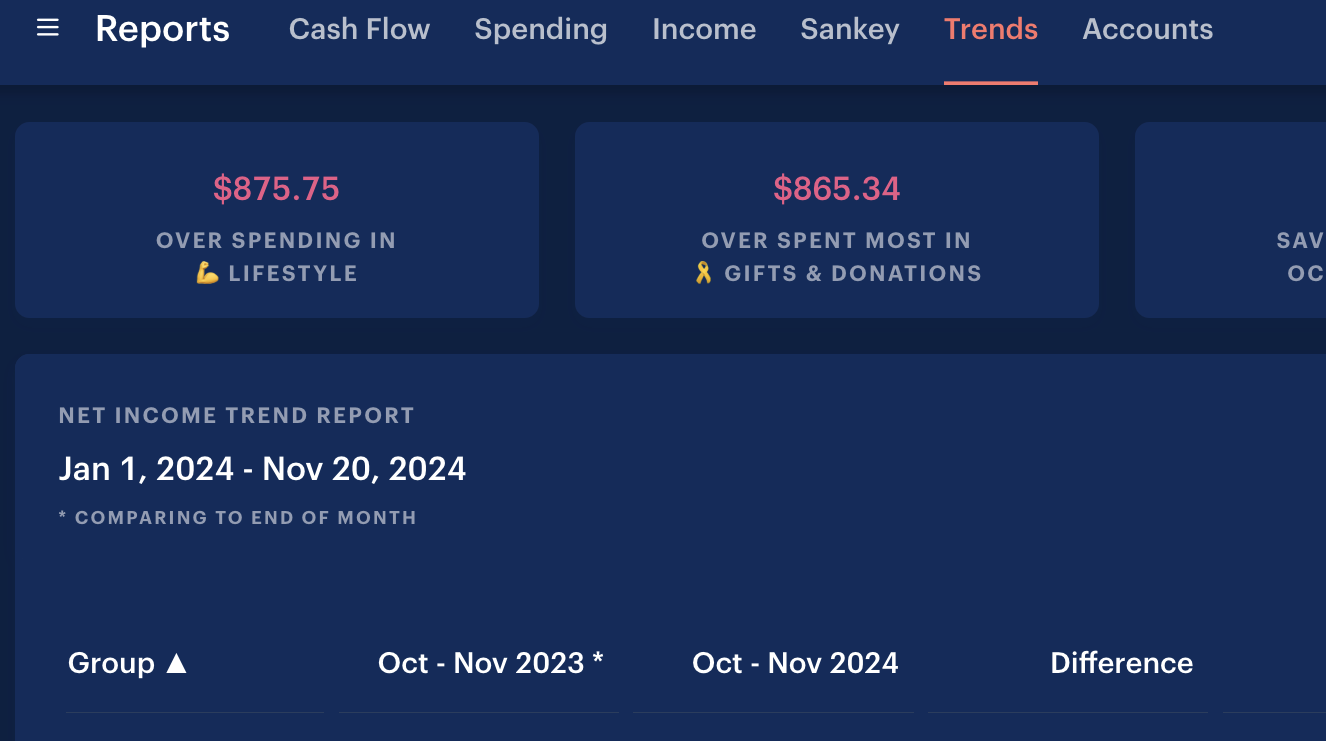 Reports Cash Flow Spending Income Sankey Trends Accounts
$875.75
OVER SPENDING IN
💪 LIFESTYLE
$865.34
OVER SPENT MOST IN
🎗 GIFTS & DONATIONS
SAV
OC
NET INCOME TREND REPORT
Jan 1, 2024 - Nov 20, 2024
* COMPARING TO END OF MONTH
Group ▲ Oct - Nov 2023 * Oct - Nov 2024 Difference